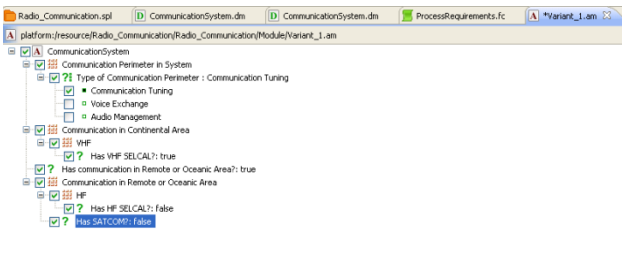 Radio_Communication.spl CommunicationSystem.dm CommunicationSystem.dm ProcessRequirements.fc *Variant_1.am
platform:/resource/Radio_Communication/Radio_Communication/Module/Variant_1.am
CommunicationSystem
Communication Perimeter in System
Type of Communication Perimeter : Communication Tuning
Communication Tuning
Voice Exchange
Audio Management
Communication in Continental Area
VHF
Has VHF SELCAL?: true
Has communication in Remote or Oceanic Area?: true
Communication in Remote or Oceanic Area
HF
Has HF SELCAL?: false
Has SATCOM?: false